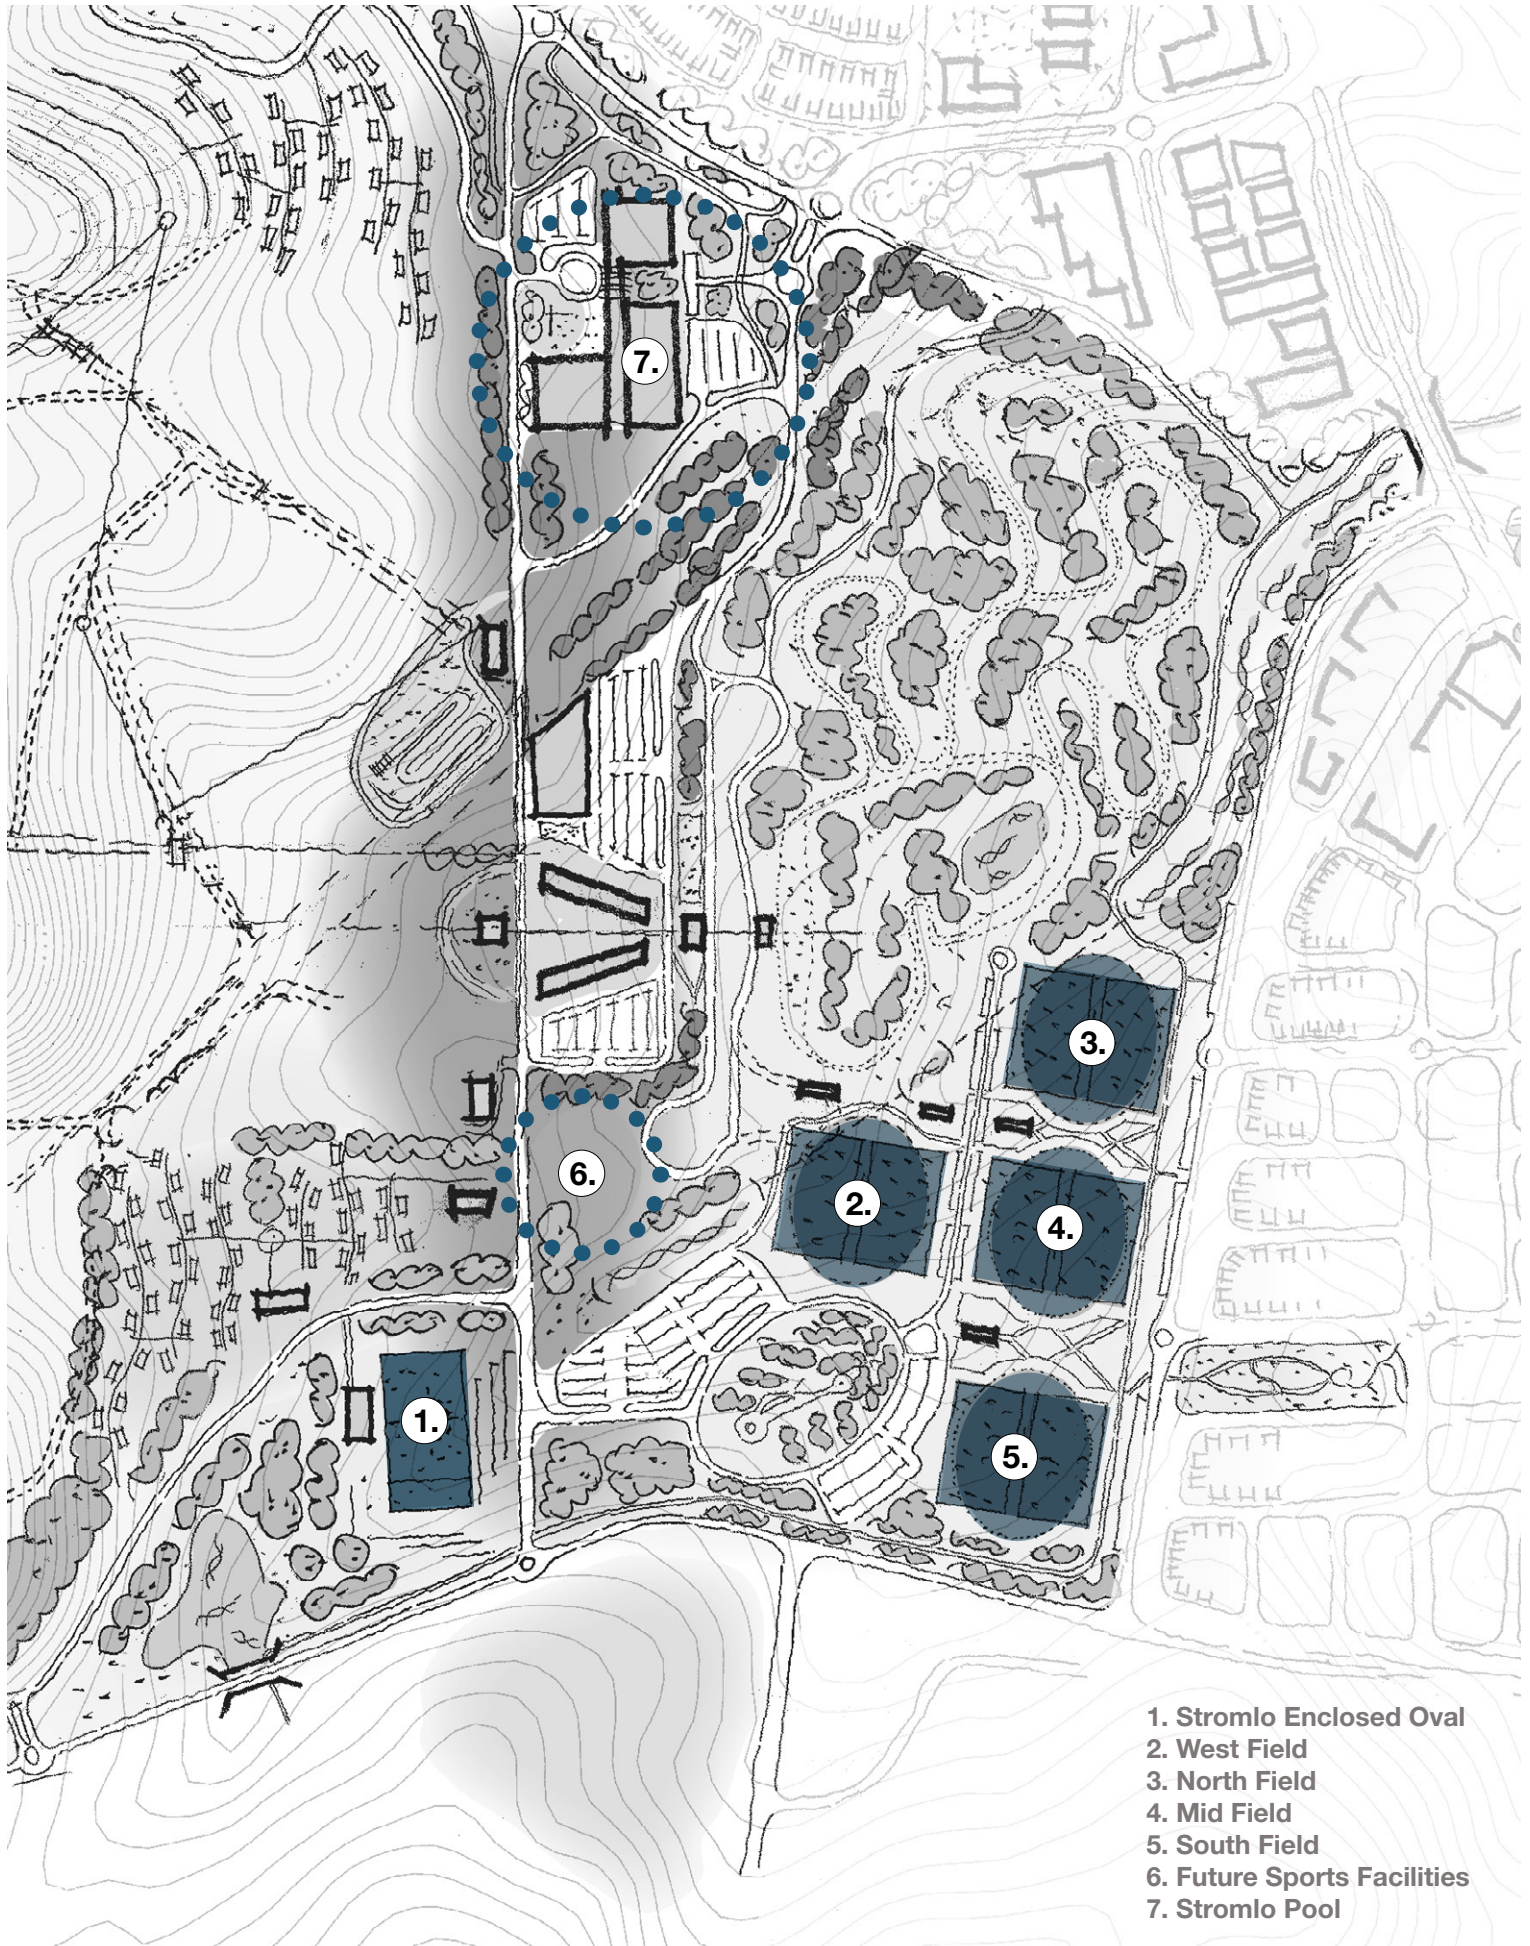 7.
3.
6.
2.
4.
1.
5.
1. Stromlo Enclosed Oval
2. West Field
3. North Field
4. Mid Field
5. South Field
6. Future Sports Facilities
7. Stromlo Pool